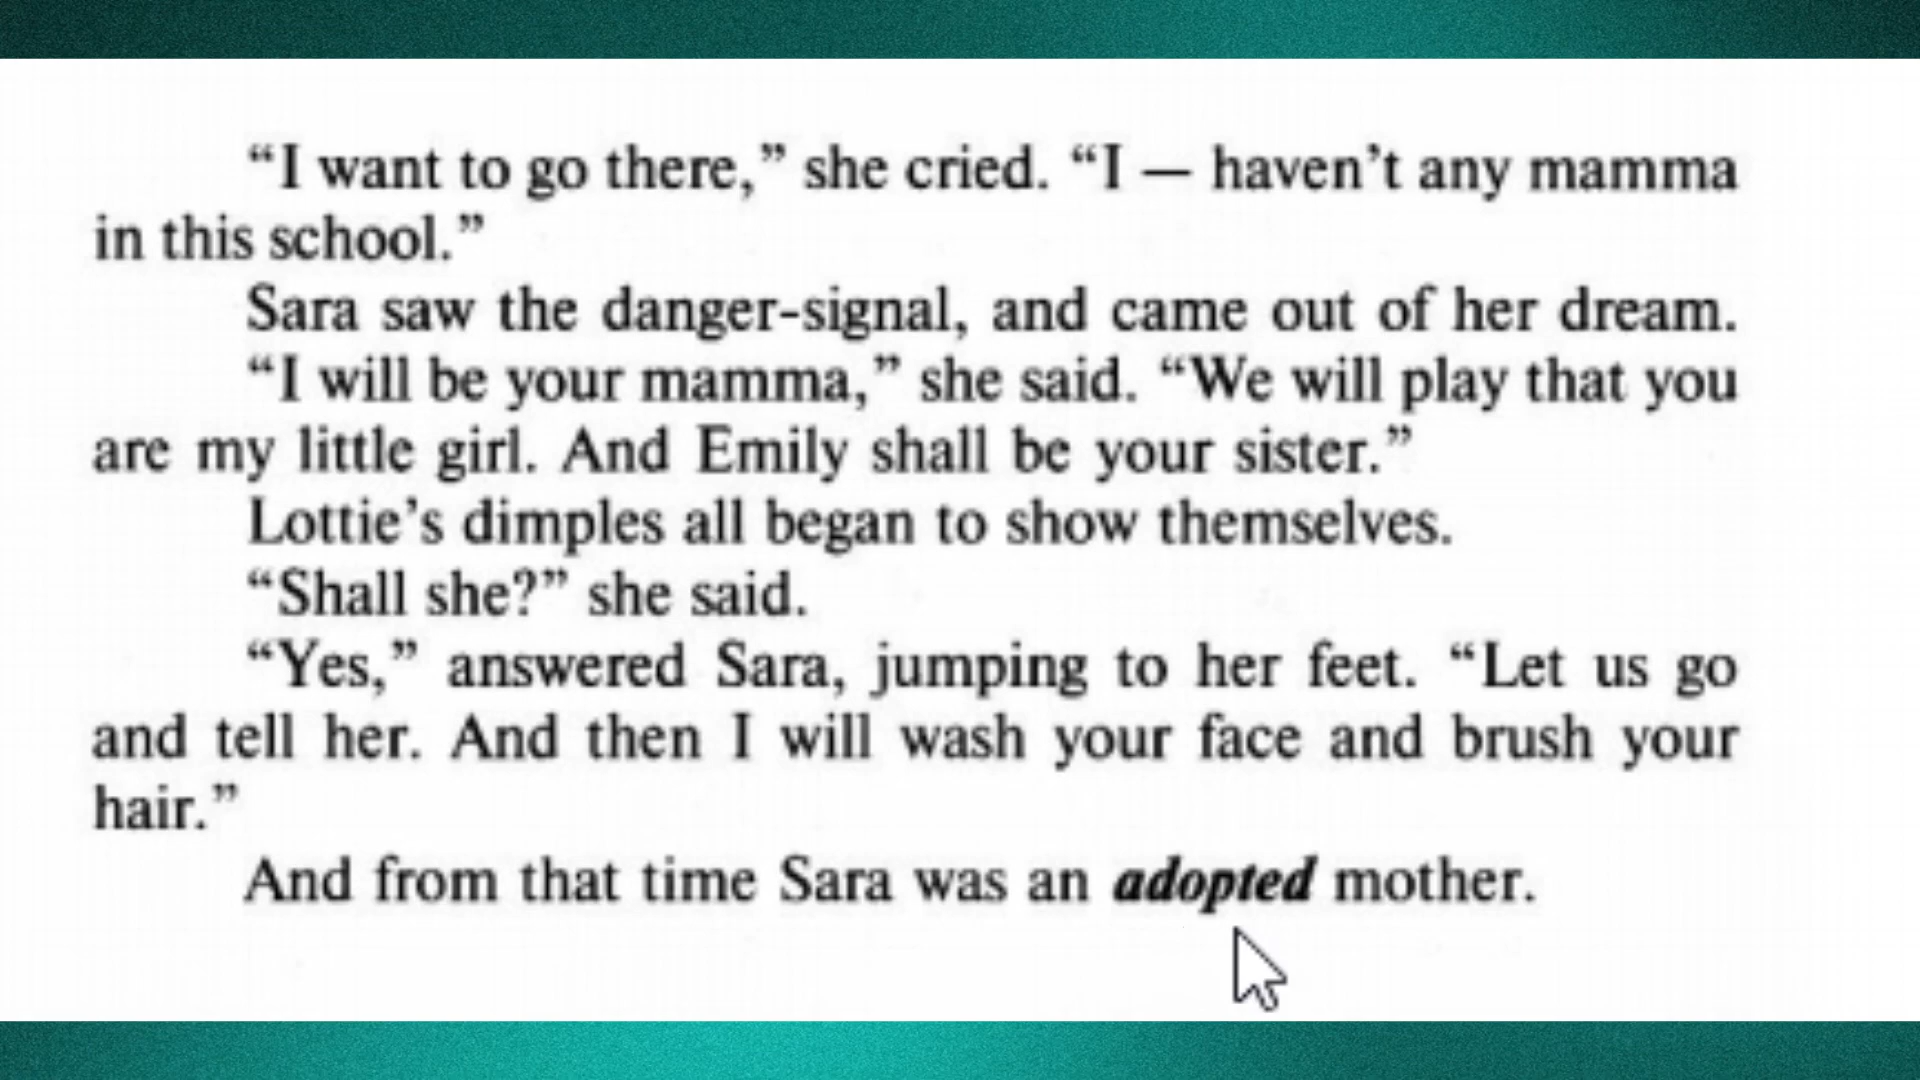 “I want to go there,” she cried. “I — haven’t any mamma
in this school.”
Sara saw the danger-signal, and came out of her dream.
“I will be your mamma,” she said. “We will play that you
are my little girl. And Emily shall be your sister.”
Lottie’s dimples all began to show themselves.
“Shall she?” she said.
“Yes,” answered Sara, jumping to her feet. “Let us go
and tell her. And then I will wash your face and brush your
hair.”
And from that time Sara was an adopted mother.